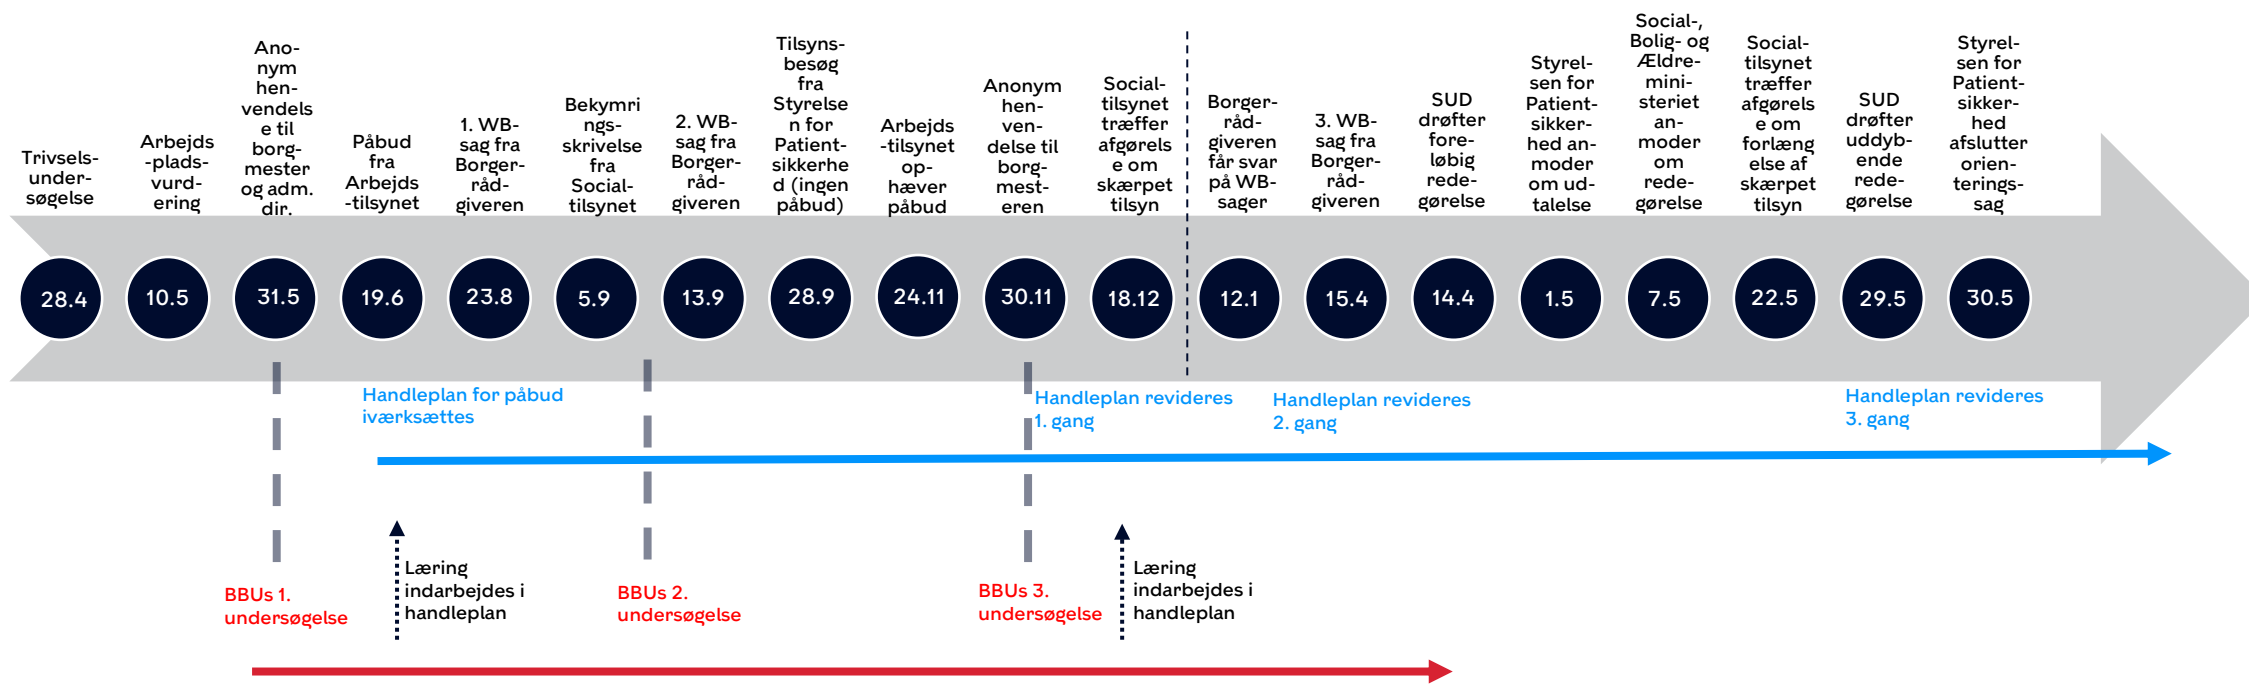 Trivsels-
under-
søgelse
Arbejds
-plads-
vurd-
ering
Ano-
nym
hen-
vendels
e til
borg-
mester
og adm.
dir.
Påbud
fra
Arbejds
-tilsynet
1. WB-
sag fra
Borger-
råd-
giveren
Bekymri
ngs-
skrivelse
fra
Social-
tilsynet
2. WB-
sag fra
Borger-
råd-
giveren
Tilsyns-
besøg
fra
Styrelse
n for
Patient-
sikkerhe
d (ingen
påbud)
Arbejds
-tilsynet
op-
hæver
påbud
Anonym
hen-
ven-
delse til
borg-
mest-
eren
Social-
tilsynet
træffer
afgørels
e om
skærpet
tilsyn
Borger-
råd-
giveren
får svar
på WB-
sager
3. WB-
sag fra
Borger-
råd-
giveren
SUD
drøfter
fore-
løbig
rede-
gørelse
Styrel-
sen for
Patient-
sikker-
hed an-
moder
om ud-
talelse
Social-,
Bolig- og
Ældre-
mini-
steriet
an-
moder
om
rede-
gørelse
Social-
tilsynet
træffer
afgørels
e om
forlæng
else af
skærpet
tilsyn
SUD
drøfter
uddyb-
ende
rede-
gørelse
Styrel-
sen for
Patient-
sikker-
hed
afslutter
orien-
terings-
sag
28.4
10.5
31.5
19.6
23.8
5.9
13.9
28.9
24.11
30.11
18.12
12.1
15.4
14.4
1.5
7.5
22.5
29.5
30.5
Handleplan for påbud
iværksættes
Handleplan revideres
1. gang
Handleplan revideres
2. gang
Handleplan revideres
3. gang
BBUs 1.
undersøgelse
Læring
indarbejdes i
handleplan
BBUs 2.
undersøgelse
BBUs 3.
undersøgelse
Læring
indarbejdes i
handleplan